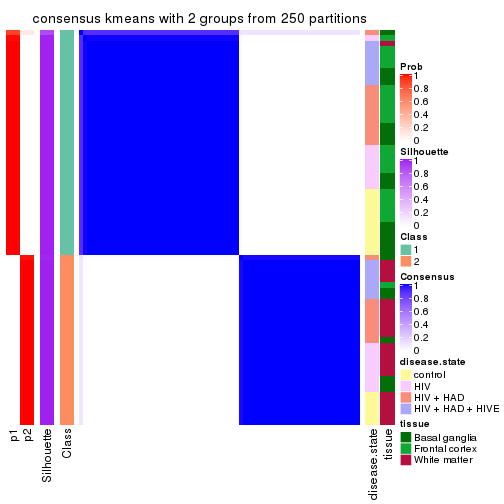 consensus kmeans with 2 groups from 250 partitions
Prob
1
0.8
0.6
0.4
0.2
0
Silhouette
1
0.8
0.6
0.4
0.2
0
Class
1
2
Consensus
1
0.8
0.6
0.4
0.2
0
disease.state
control
HIV
HIV + HAD
HIV + HAD + HIVE
tissue
Basal ganglia
Frontal cortex
White matter
p1
p2
Silhouette
Class
disease.state
tissue